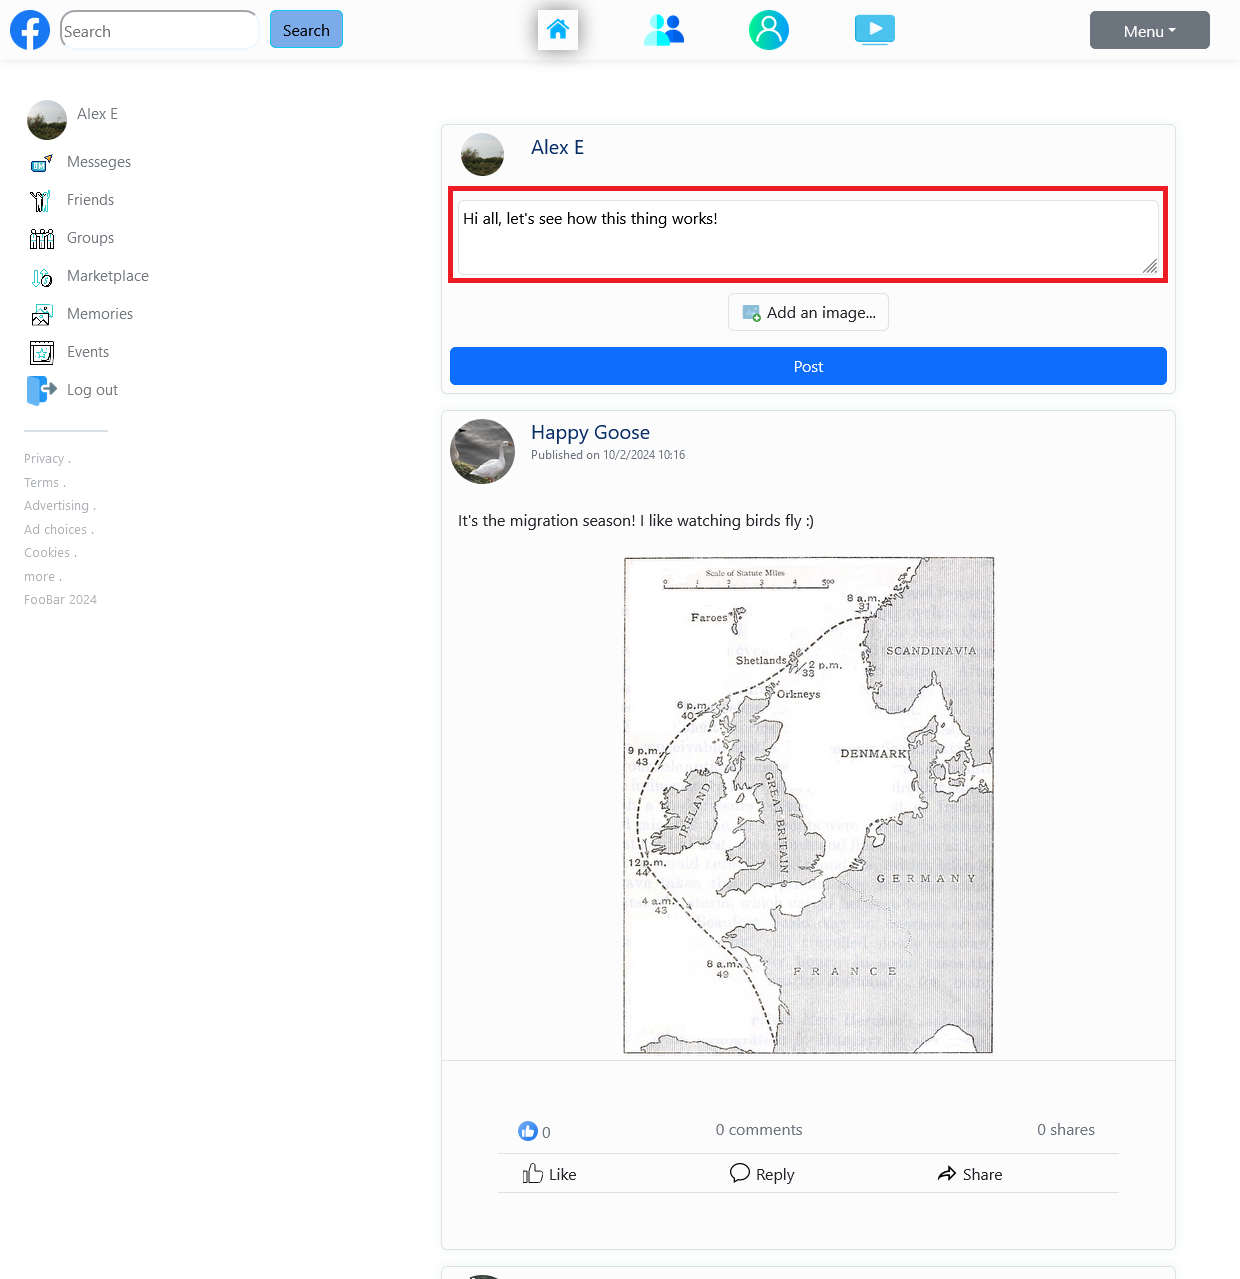 Search
Search
Menu
Alex E
Messeges
Friends
Groups
Marketplace
Memories
Events
Log out
Privacy .
Terms .
Advertising .
Ad choices .
Cookies .
more .
FooBar 2024
Alex E
Hi all, let's see how this thing works!
Add an image...
Post
Happy Goose
Published on 10/2/2024 10:16
It's the migration season! I like watching birds fly :)
Scale of Statute Miles
0 1 2 3 4 500
8 a.m.
31
Faroes
SCANDINAVIA
Shetlands
2 p.m.
33
Orkneys
6 p.m.
40
9 p.m.
43
DENMARK
IRELAND
GREAT BRITAIN
12 p.m.
44
GERMANY
4 a.m.
43
8 a.m.
49
FRANCE
0
0 comments
0 shares
Like
Reply
Share